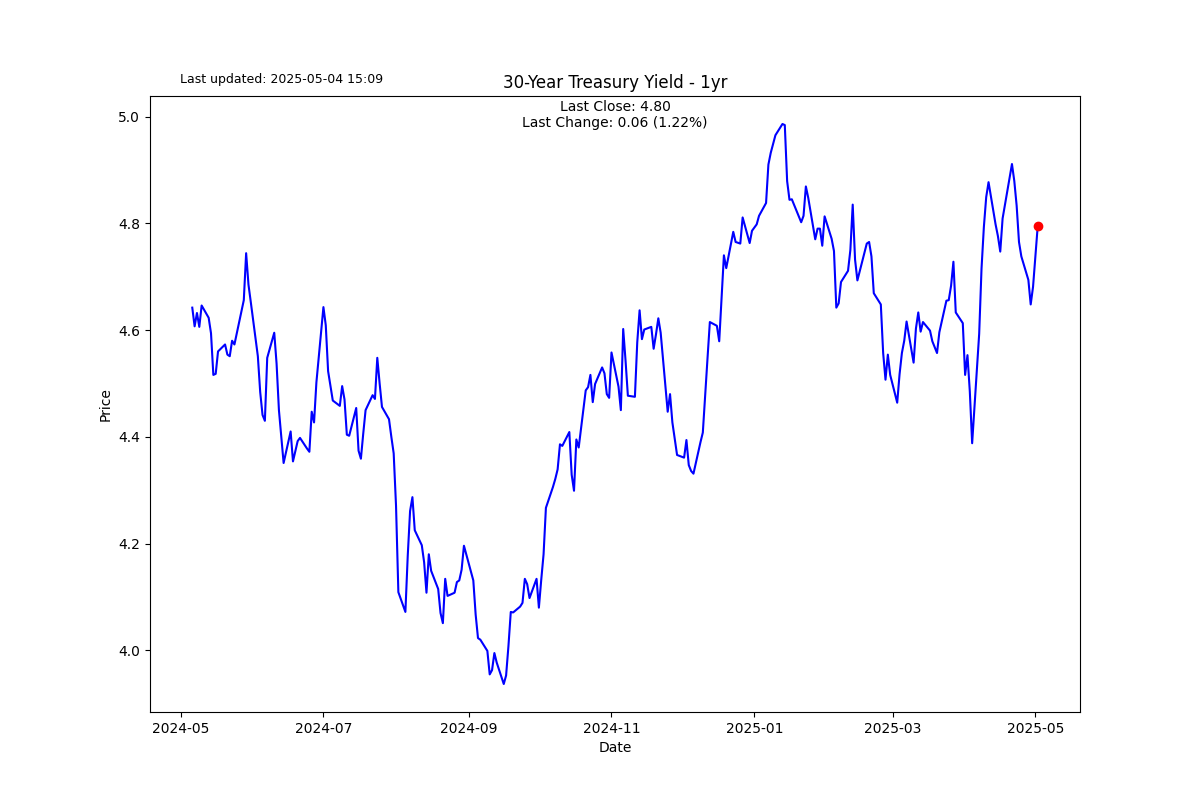 Last updated: 2025-05-04 15:09
30-Year Treasury Yield - 1yr
Last Close: 4.80
Last Change: 0.06 (1.22%)
5.0
4.8
4.6
4.4
4.2
4.0
Price
2024-05
2024-07
2024-09
2024-11
2025-01
2025-03
2025-05
Date